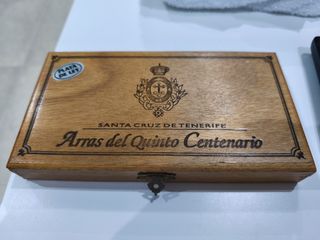 PLATA
DE LEY
SANTA CRUZ DE TENERIFE
Arras del Quinto Centenario